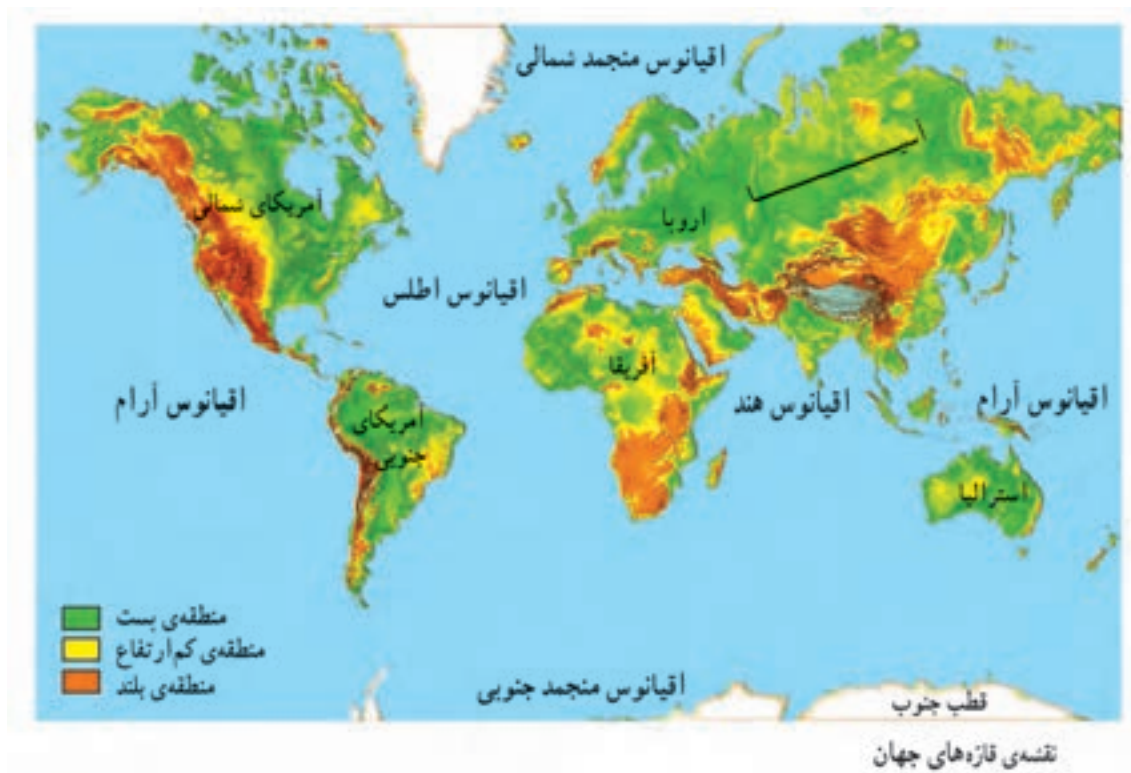 اقیانوس منجمد شمالی
آمریکای شمالی
اروپا
اقیانوس اطلس
آفریقا
اقیانوس آرام
اقیانوس هند
اقیانوس آرام
آمریکای
جنوبی
استرالیا
منطقه‌ی پست
منطقه‌ی کم‌ارتفاع
منطقه‌ی بلند
اقیانوس منجمد جنوبی
قطب جنوب
نقشه‌ی قاره‌های جهان